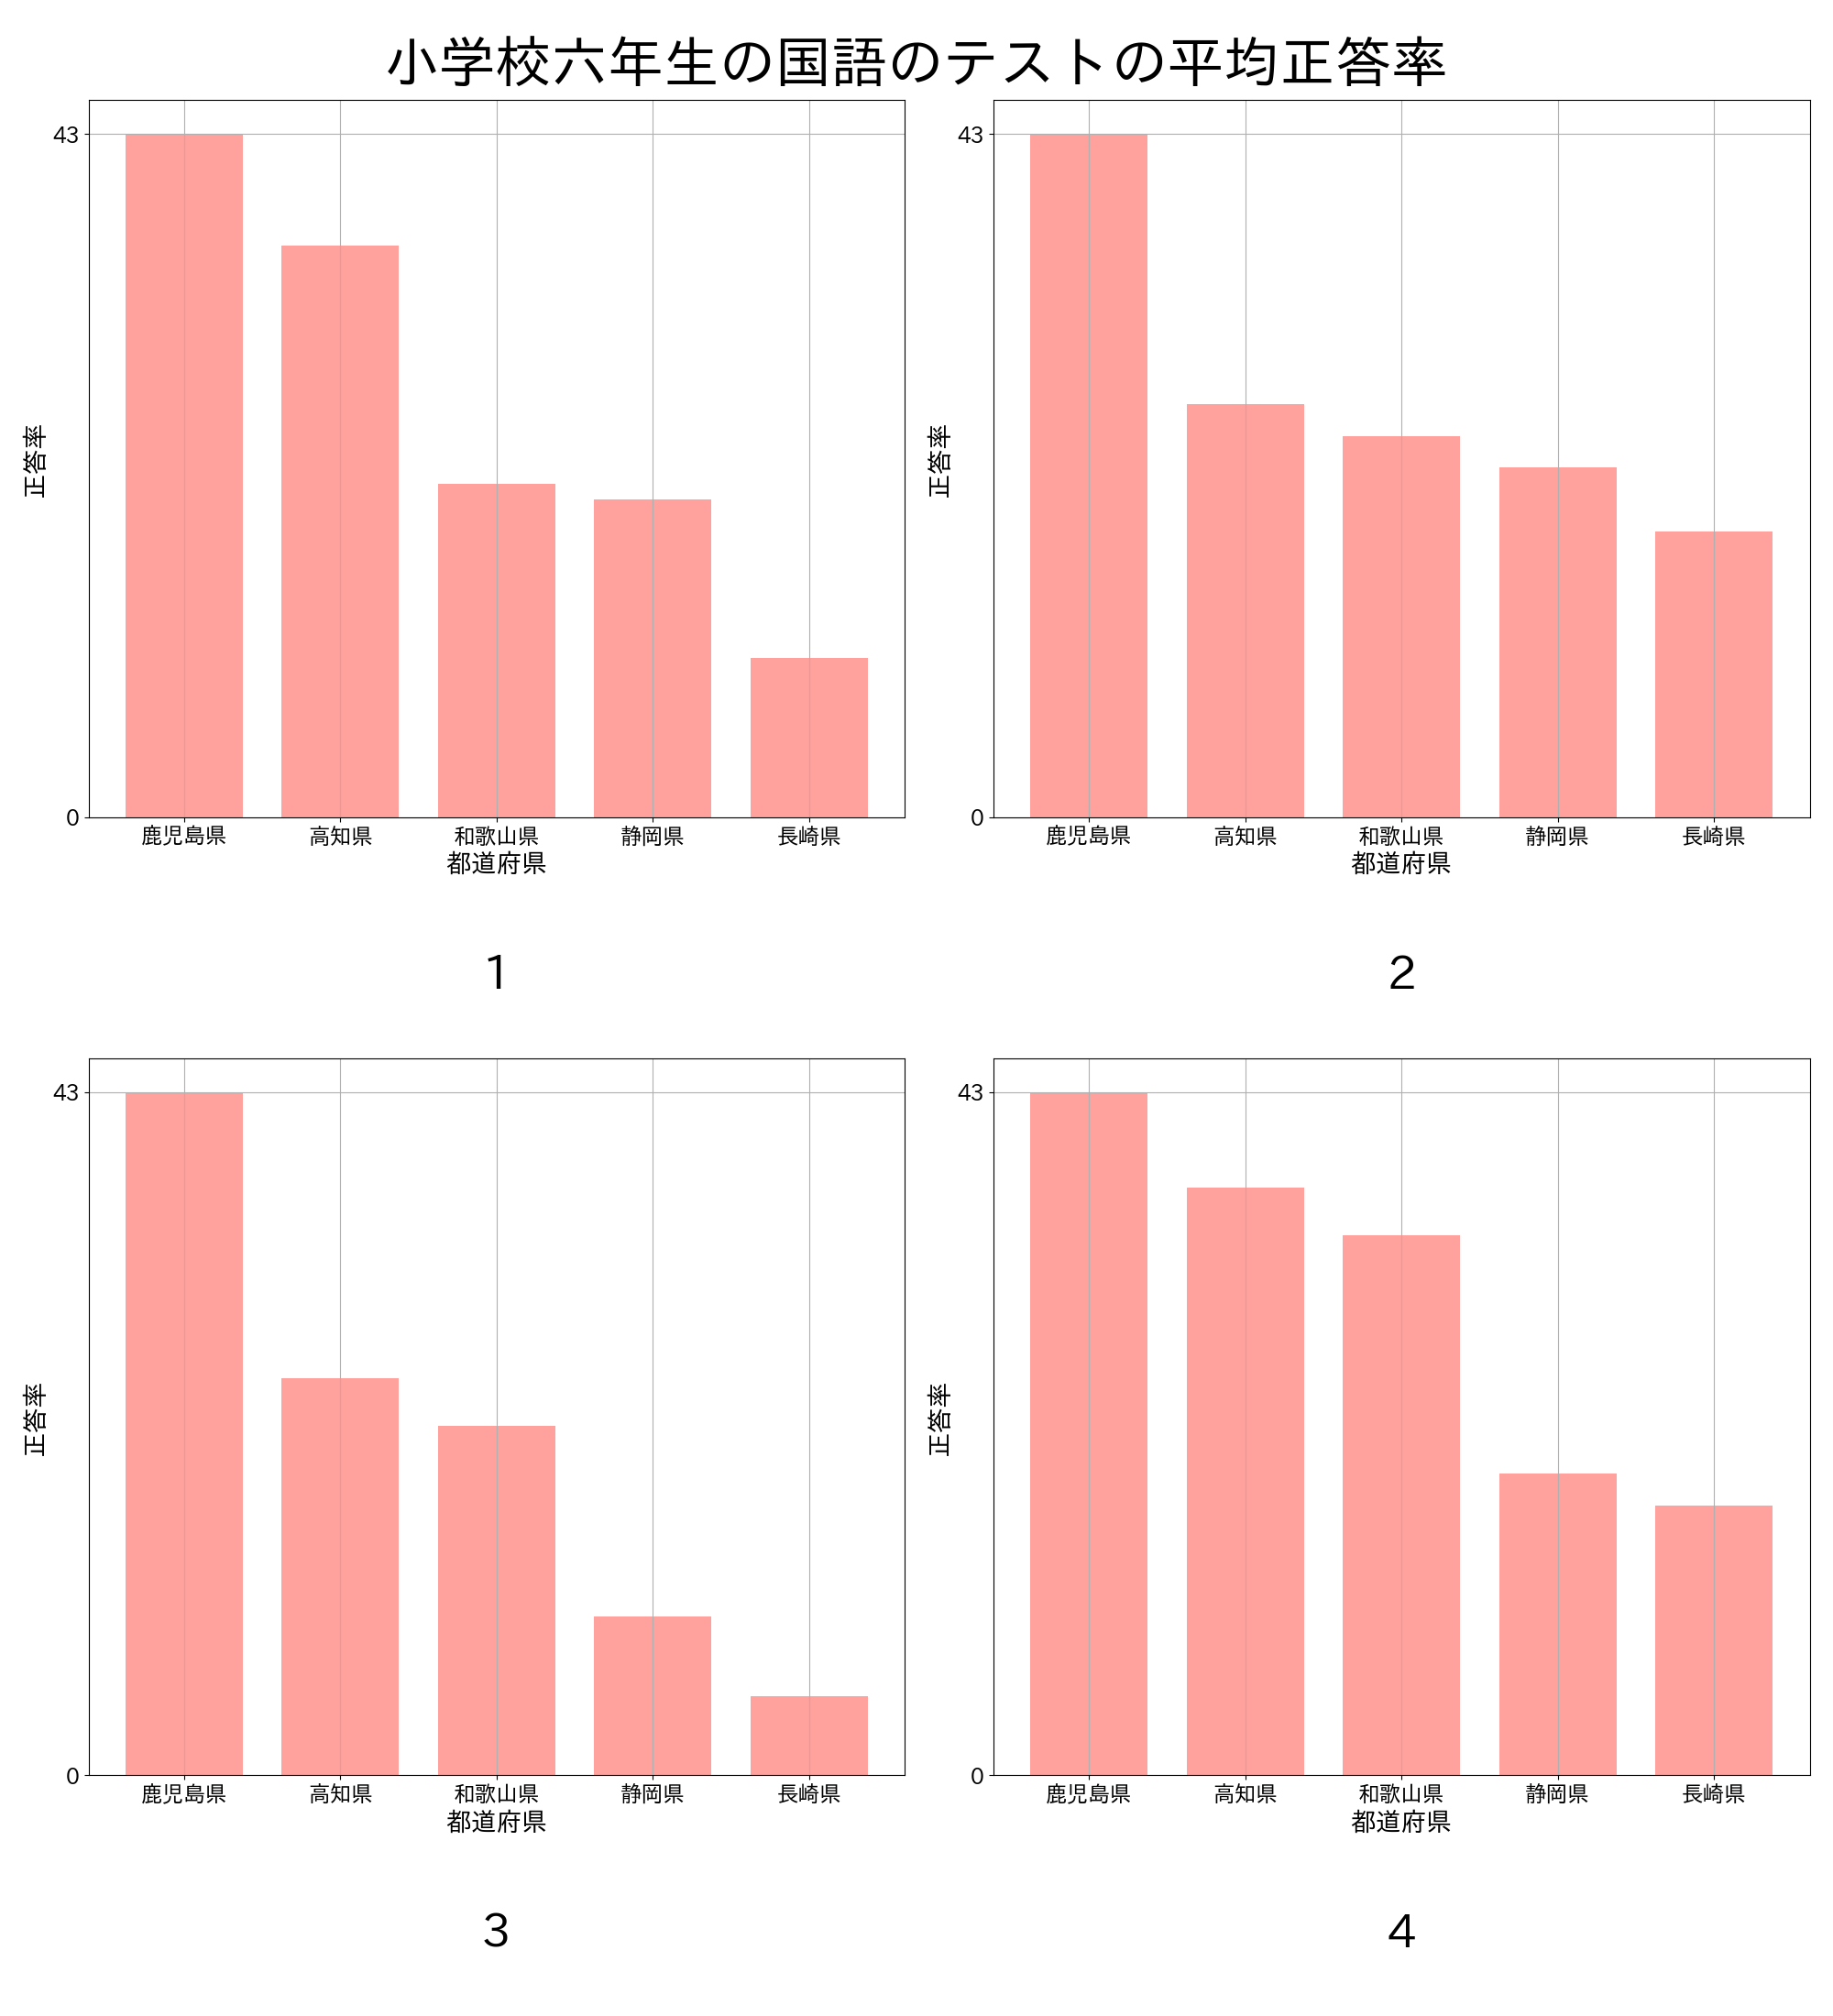 小学校六年生の国語のテストの平均正答率
43
正答率
0
鹿児島県 高知県 和歌山県 静岡県 長崎県
都道府県
1
43
正答率
0
鹿児島県 高知県 和歌山県 静岡県 長崎県
都道府県
2
43
正答率
0
鹿児島県 高知県 和歌山県 静岡県 長崎県
都道府県
3
43
正答率
0
鹿児島県 高知県 和歌山県 静岡県 長崎県
都道府県
4